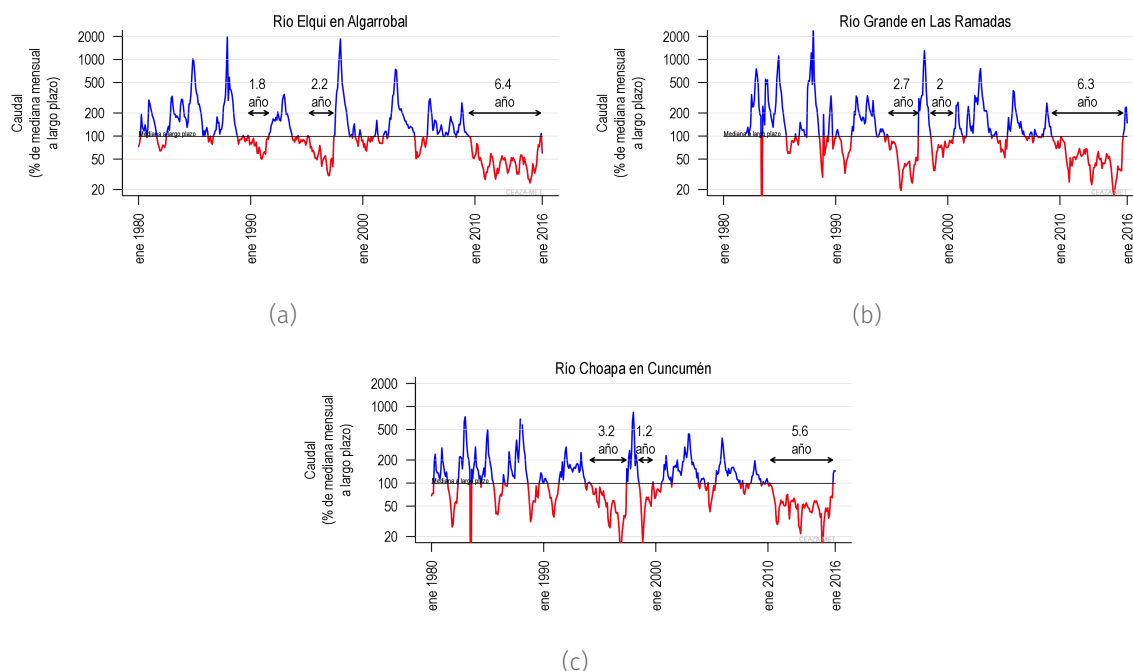 Río Elqui en Algarrobal
Caudal
(% de mediana mensual
a largo plazo)
2000
1000
500
200
100
50
20
1.8
año
2.2
año
6.4
año
Mediana a largo plazo
CEAZA-MET
ene 1980
ene 1990
ene 2000
ene 2010
ene 2016
(a)
Río Grande en Las Ramadas
Caudal
(% de mediana mensual
a largo plazo)
2000
1000
500
200
100
50
20
2.7
año
2
año
6.3
año
Mediana a largo plazo
CEAZA-MET
ene 1980
ene 1990
ene 2000
ene 2010
ene 2016
(b)
Río Choapa en Cuncumén
Caudal
(% de mediana mensual
a largo plazo)
2000
1000
500
200
100
50
20
3.2
año
1.2
año
5.6
año
Mediana a largo plazo
CEAZA-MET
ene 1980
ene 1990
ene 2000
ene 2010
ene 2016
(c)